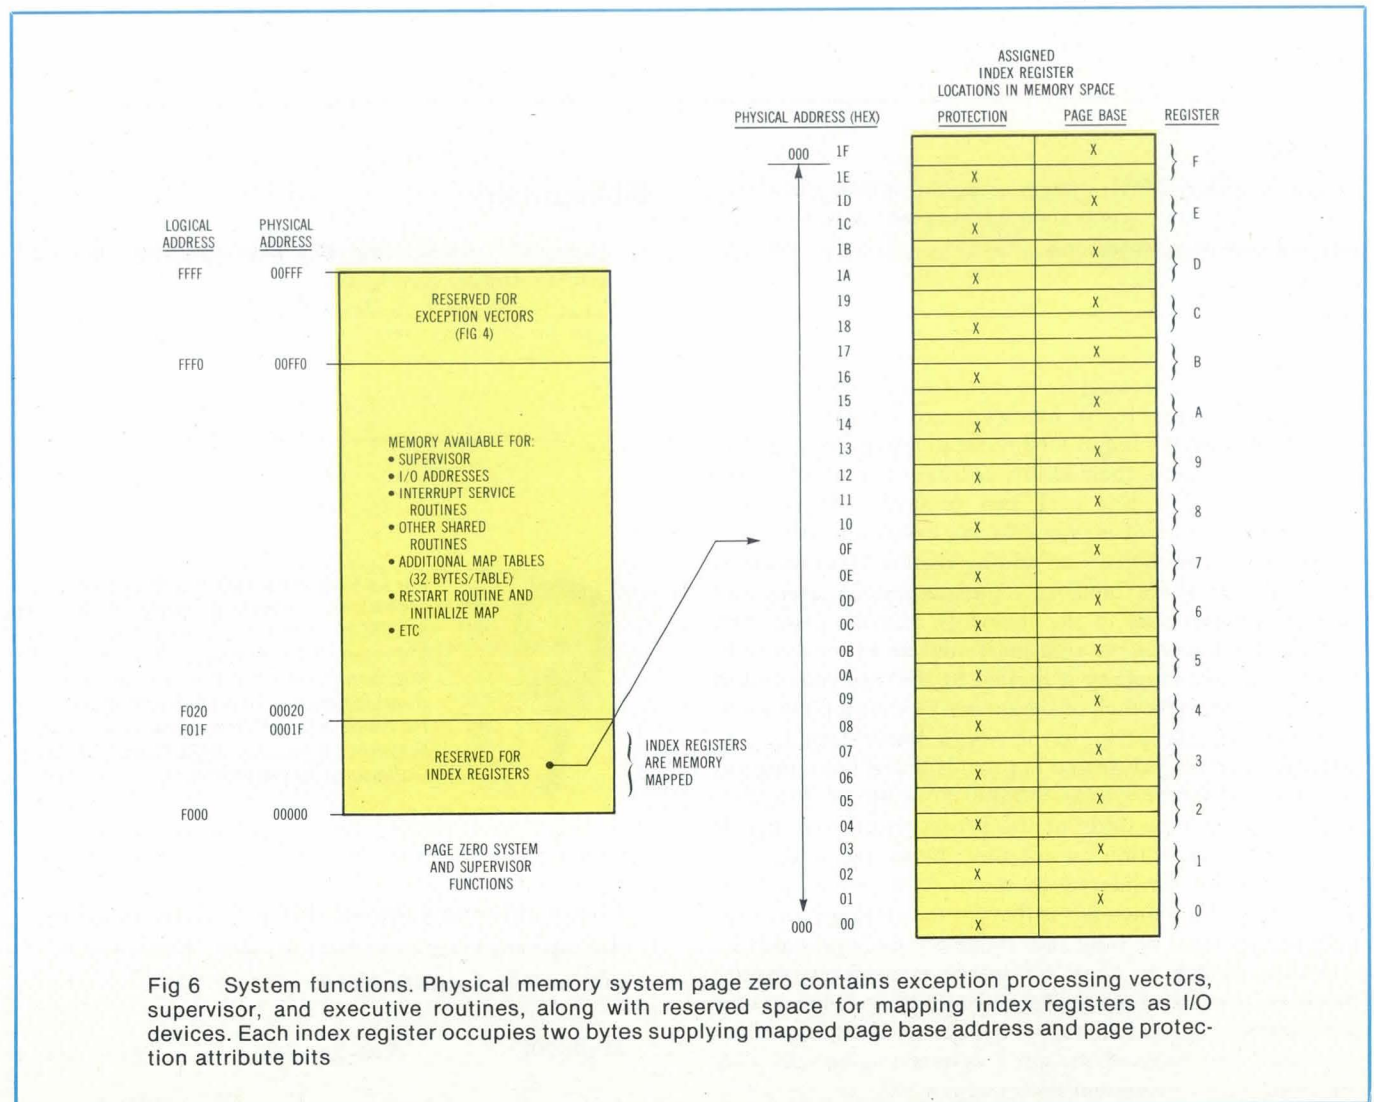 ASSIGNED
INDEX REGISTER
LOCATIONS IN MEMORY SPACE
PHYSICAL ADDRESS (HEX) PROTECTION PAGE BASE REGISTER
000 1F X
F
1E X
1D X
E
1C X
1B X
D
1A X
19 X
C
18 X
17 X
B
16 X
15 X
A
14 X
13 X
9
12 X
11 X
8
10 X
0F X
7
0E X
0D X
6
0C X
0B X
5
0A X
09 X
4
08 X
07 X
3
06 X
05 X
2
04 X
03 X
1
02 X
01 X
0
000 00 X
LOGICAL PHYSICAL
ADDRESS ADDRESS
FFFF 00FFF
RESERVED FOR
EXCEPTION VECTORS
(FIG 4)
FFF0 00FF0
MEMORY AVAILABLE FOR:
• SUPERVISOR
• I/O ADDRESSES
• INTERRUPT SERVICE
ROUTINES
• OTHER SHARED
ROUTINES
• ADDITIONAL MAP TABLES
(32 BYTES/TABLE)
• RESTART ROUTINE AND
INITIALIZE MAP
• ETC
F020 00020
F01F 0001F
RESERVED FOR
INDEX REGISTERS
INDEX REGISTERS
ARE MEMORY
MAPPED
F000 00000
PAGE ZERO SYSTEM
AND SUPERVISOR
FUNCTIONS
Fig 6 System functions. Physical memory system page zero contains exception processing vectors,
supervisor, and executive routines, along with reserved space for mapping index registers as I/O
devices. Each index register occupies two bytes supplying mapped page base address and page protec-
tion attribute bits